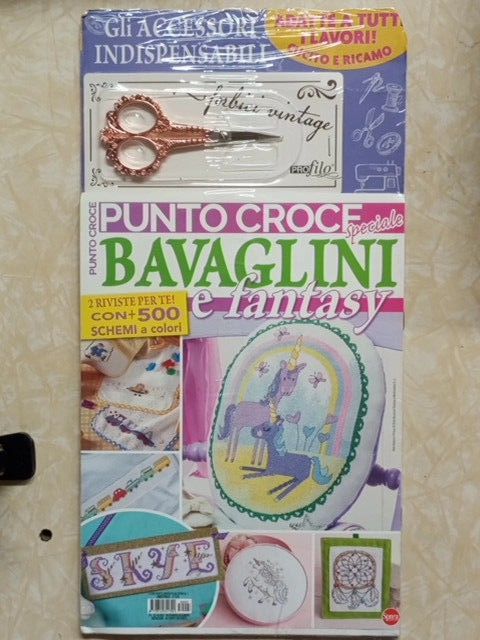 Gli ACCESSORI
INDISPENSABILI
ADATTE A TUTTI
I LAVORI!
CUCITO E RICAMO
forbici vintage
PROfilo
PUNTO CROCE
PUNTO CROCE
speciale
BAVAGLINI
e fantasy
2 RIVISTE PER TE!
CON +500
SCHEMI a colori
Sprea